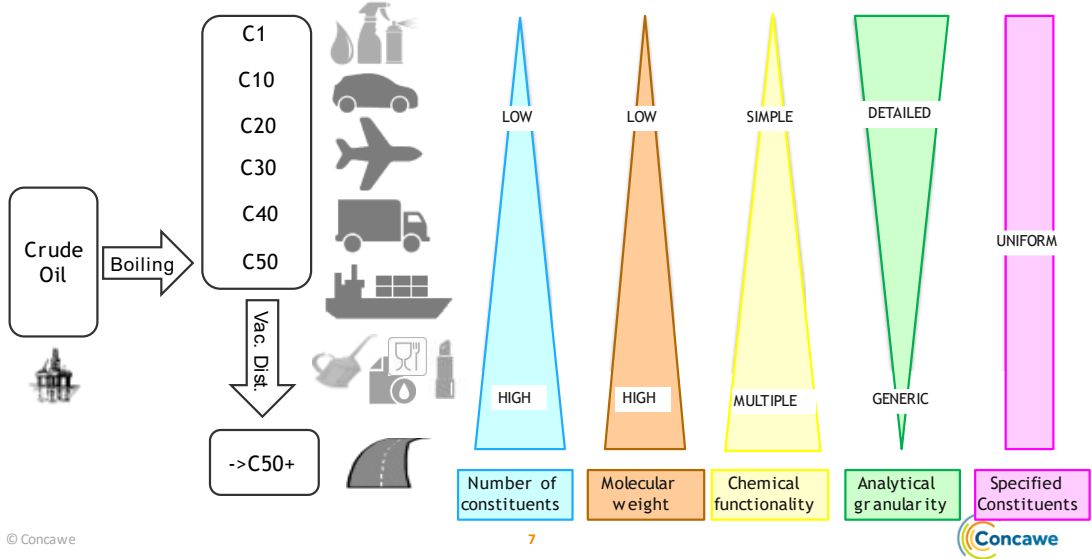 C1
C10
C20
C30
C40
C50
Crude
Oil
Boiling
Vac. Dist.
->C50+
LOW
LOW
SIMPLE
DETAILED
UNIFORM
HIGH
HIGH
MULTIPLE
GENERIC
Number of
constituents
Molecular
weight
Chemical
functionality
Analytical
granularity
Specified
Constituents
© Concawe
7
Concawe